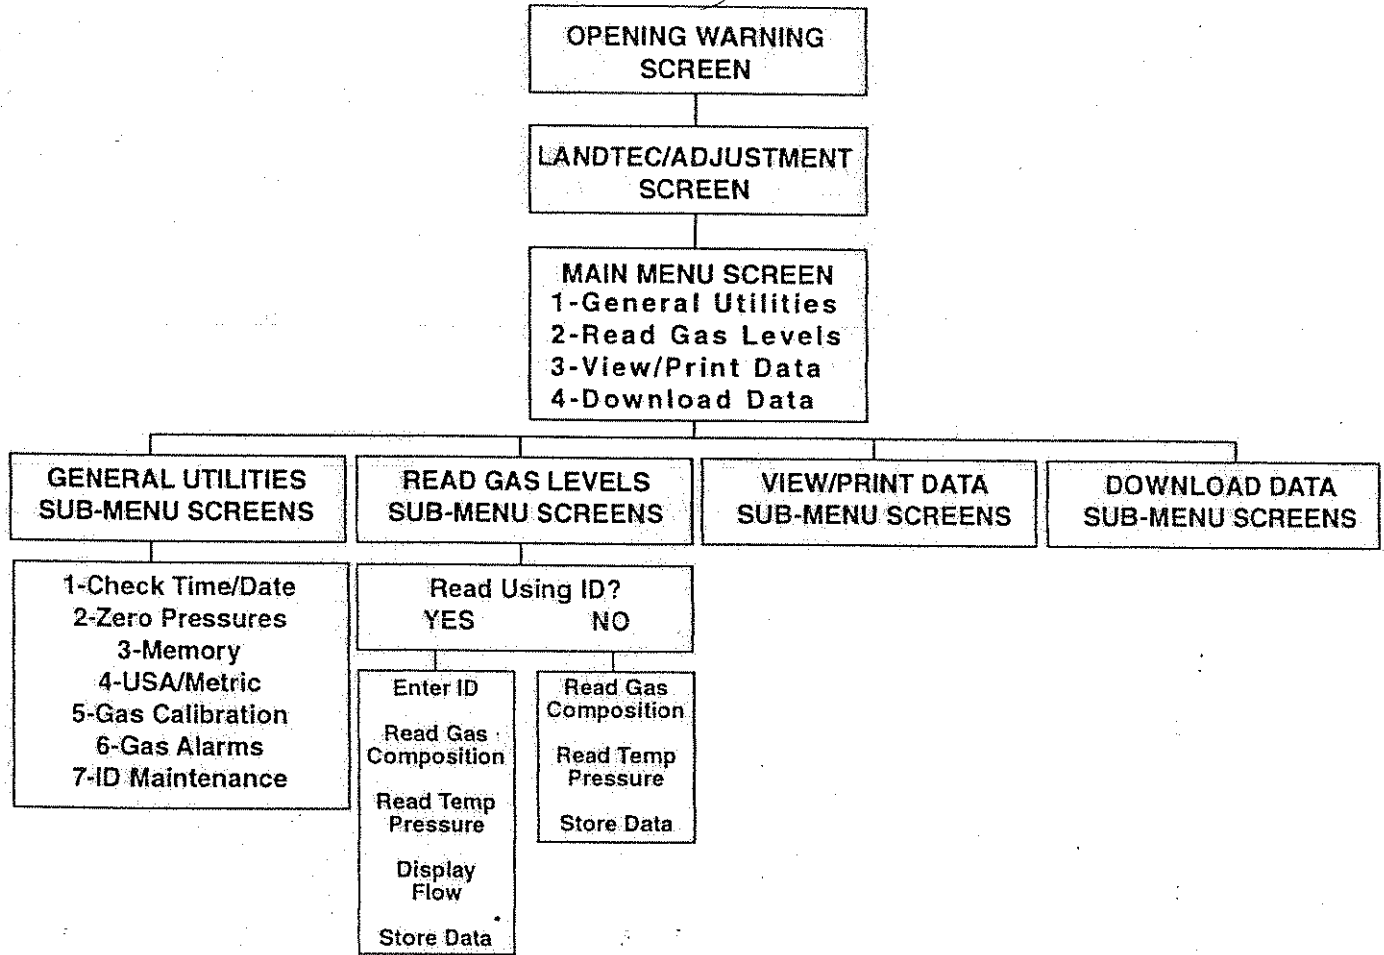 OPENING WARNING
SCREEN
LANDTEC/ADJUSTMENT
SCREEN
MAIN MENU SCREEN
1-General Utilities
2-Read Gas Levels
3-View/Print Data
4-Download Data
GENERAL UTILITIES
SUB-MENU SCREENS
READ GAS LEVELS
SUB-MENU SCREENS
VIEW/PRINT DATA
SUB-MENU SCREENS
DOWNLOAD DATA
SUB-MENU SCREENS
1-Check Time/Date
2-Zero Pressures
3-Memory
4-USA/Metric
5-Gas Calibration
6-Gas Alarms
7-ID Maintenance
Read Using ID?
YES NO
Enter ID
Read Gas
Composition
Read Temp
Pressure
Display
Flow
Store Data
Read Gas
Composition
Read Temp
Pressure
Store Data